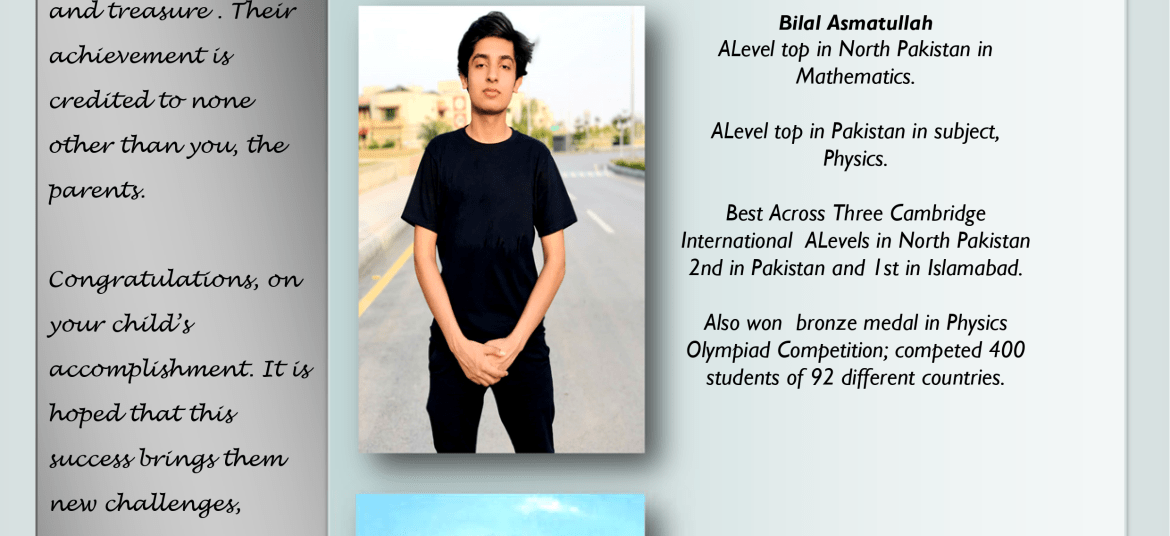 and treasure . Their
achievement is
credited to none
other than you, the
parents.
Congratulations, on
your child’s
accomplishment. It is
hoped that this
success brings them
new challenges,
Bilal Asmatullah
ALevel top in North Pakistan in
Mathematics.
ALevel top in Pakistan in subject,
Physics.
Best Across Three Cambridge
International ALevels in North Pakistan
2nd in Pakistan and 1st in Islamabad.
Also won bronze medal in Physics
Olympiad Competition; competed 400
students of 92 different countries.